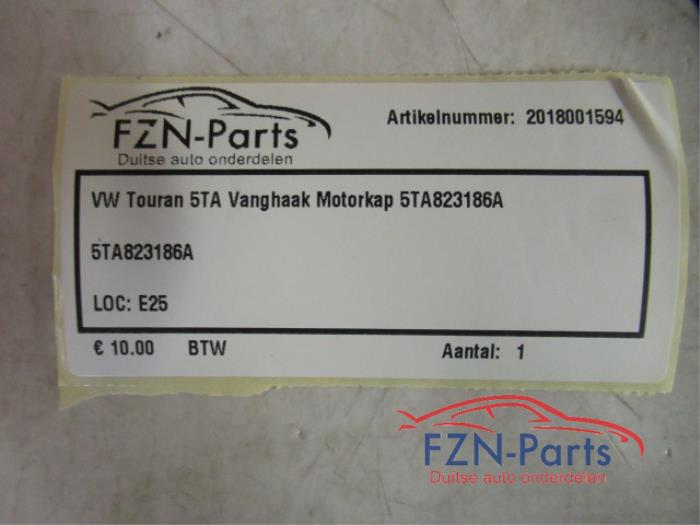 FZN-Parts
Duitse auto onderdelen
Artikelnummer: 2018001594
VW Touran 5TA Vanghaak Motorkap 5TA823186A
5TA823186A
LOC: E25
€ 10.00 BTW Aantal: 1
FZN-Parts
Duitse auto onderdelen